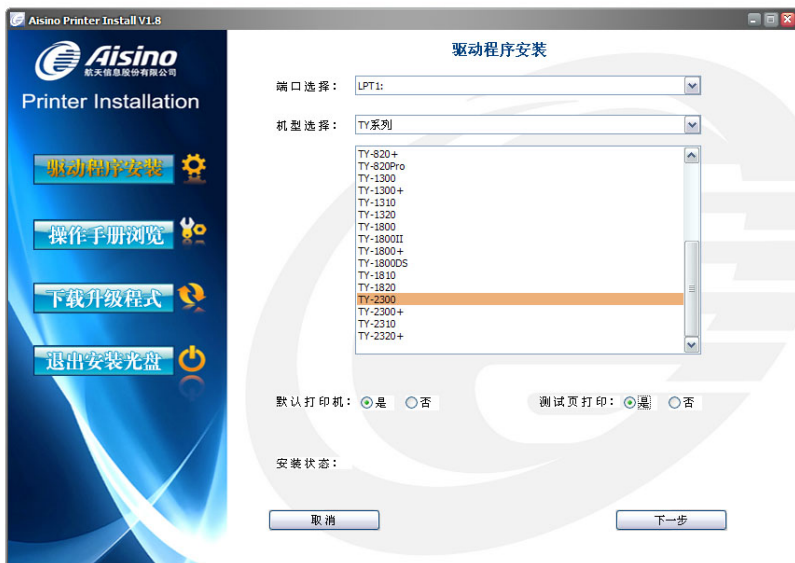 Aisino Printer Install V1.8
Aisino
航天信息股份有限公司
Printer Installation
驱动程序安装
操作手册浏览
下载升级程式
退出安装光盘
驱动程序安装
端口选择： LPT1:
机型选择： TY系列
TY-820+
TY-820Pro
TY-1300
TY-1300+
TY-1310
TY-1320
TY-1800
TY-1800II
TY-1800+
TY-1800DS
TY-1810
TY-1820
TY-2300
TY-2300+
TY-2310
TY-2320+
默认打印机： 是 否 测试页打印： 是 否
安装状态：
取消 下一步